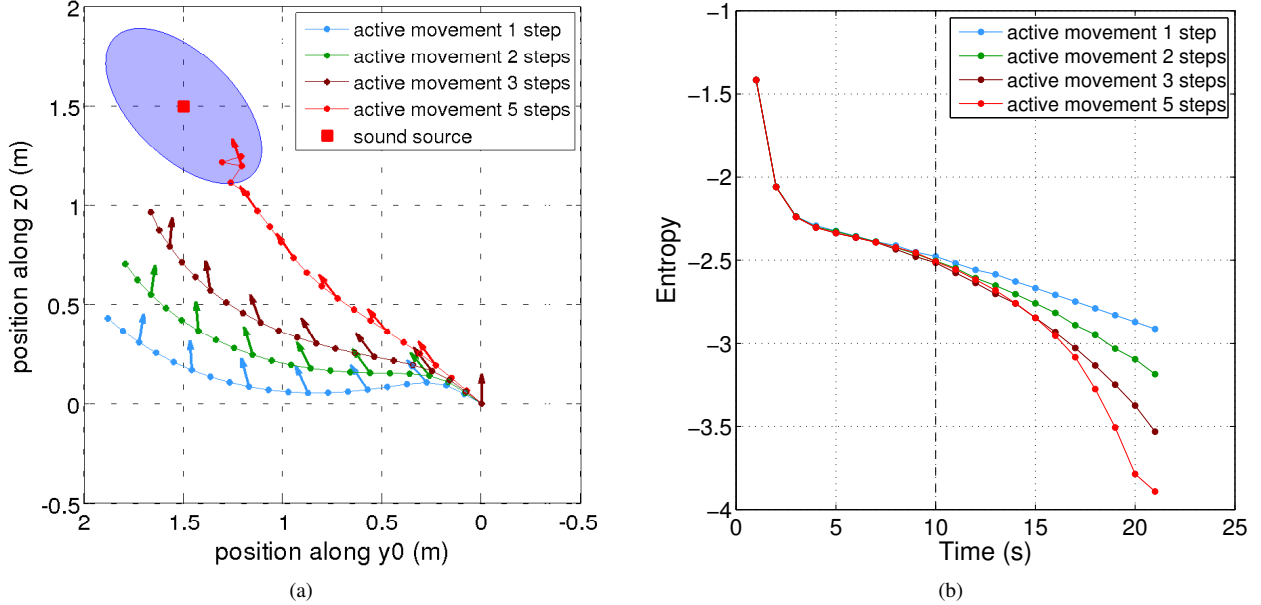 2
1.5
1
0.5
0
-0.5
2
1.5
1
0.5
0
-0.5
position along z0 (m)
position along y0 (m)
active movement 1 step
active movement 2 steps
active movement 3 steps
active movement 5 steps
sound source
(a)
−1
−1.5
−2
−2.5
−3
−3.5
−4
0
5
10
15
20
25
Entropy
Time (s)
active movement 1 step
active movement 2 steps
active movement 3 steps
active movement 5 steps
(b)